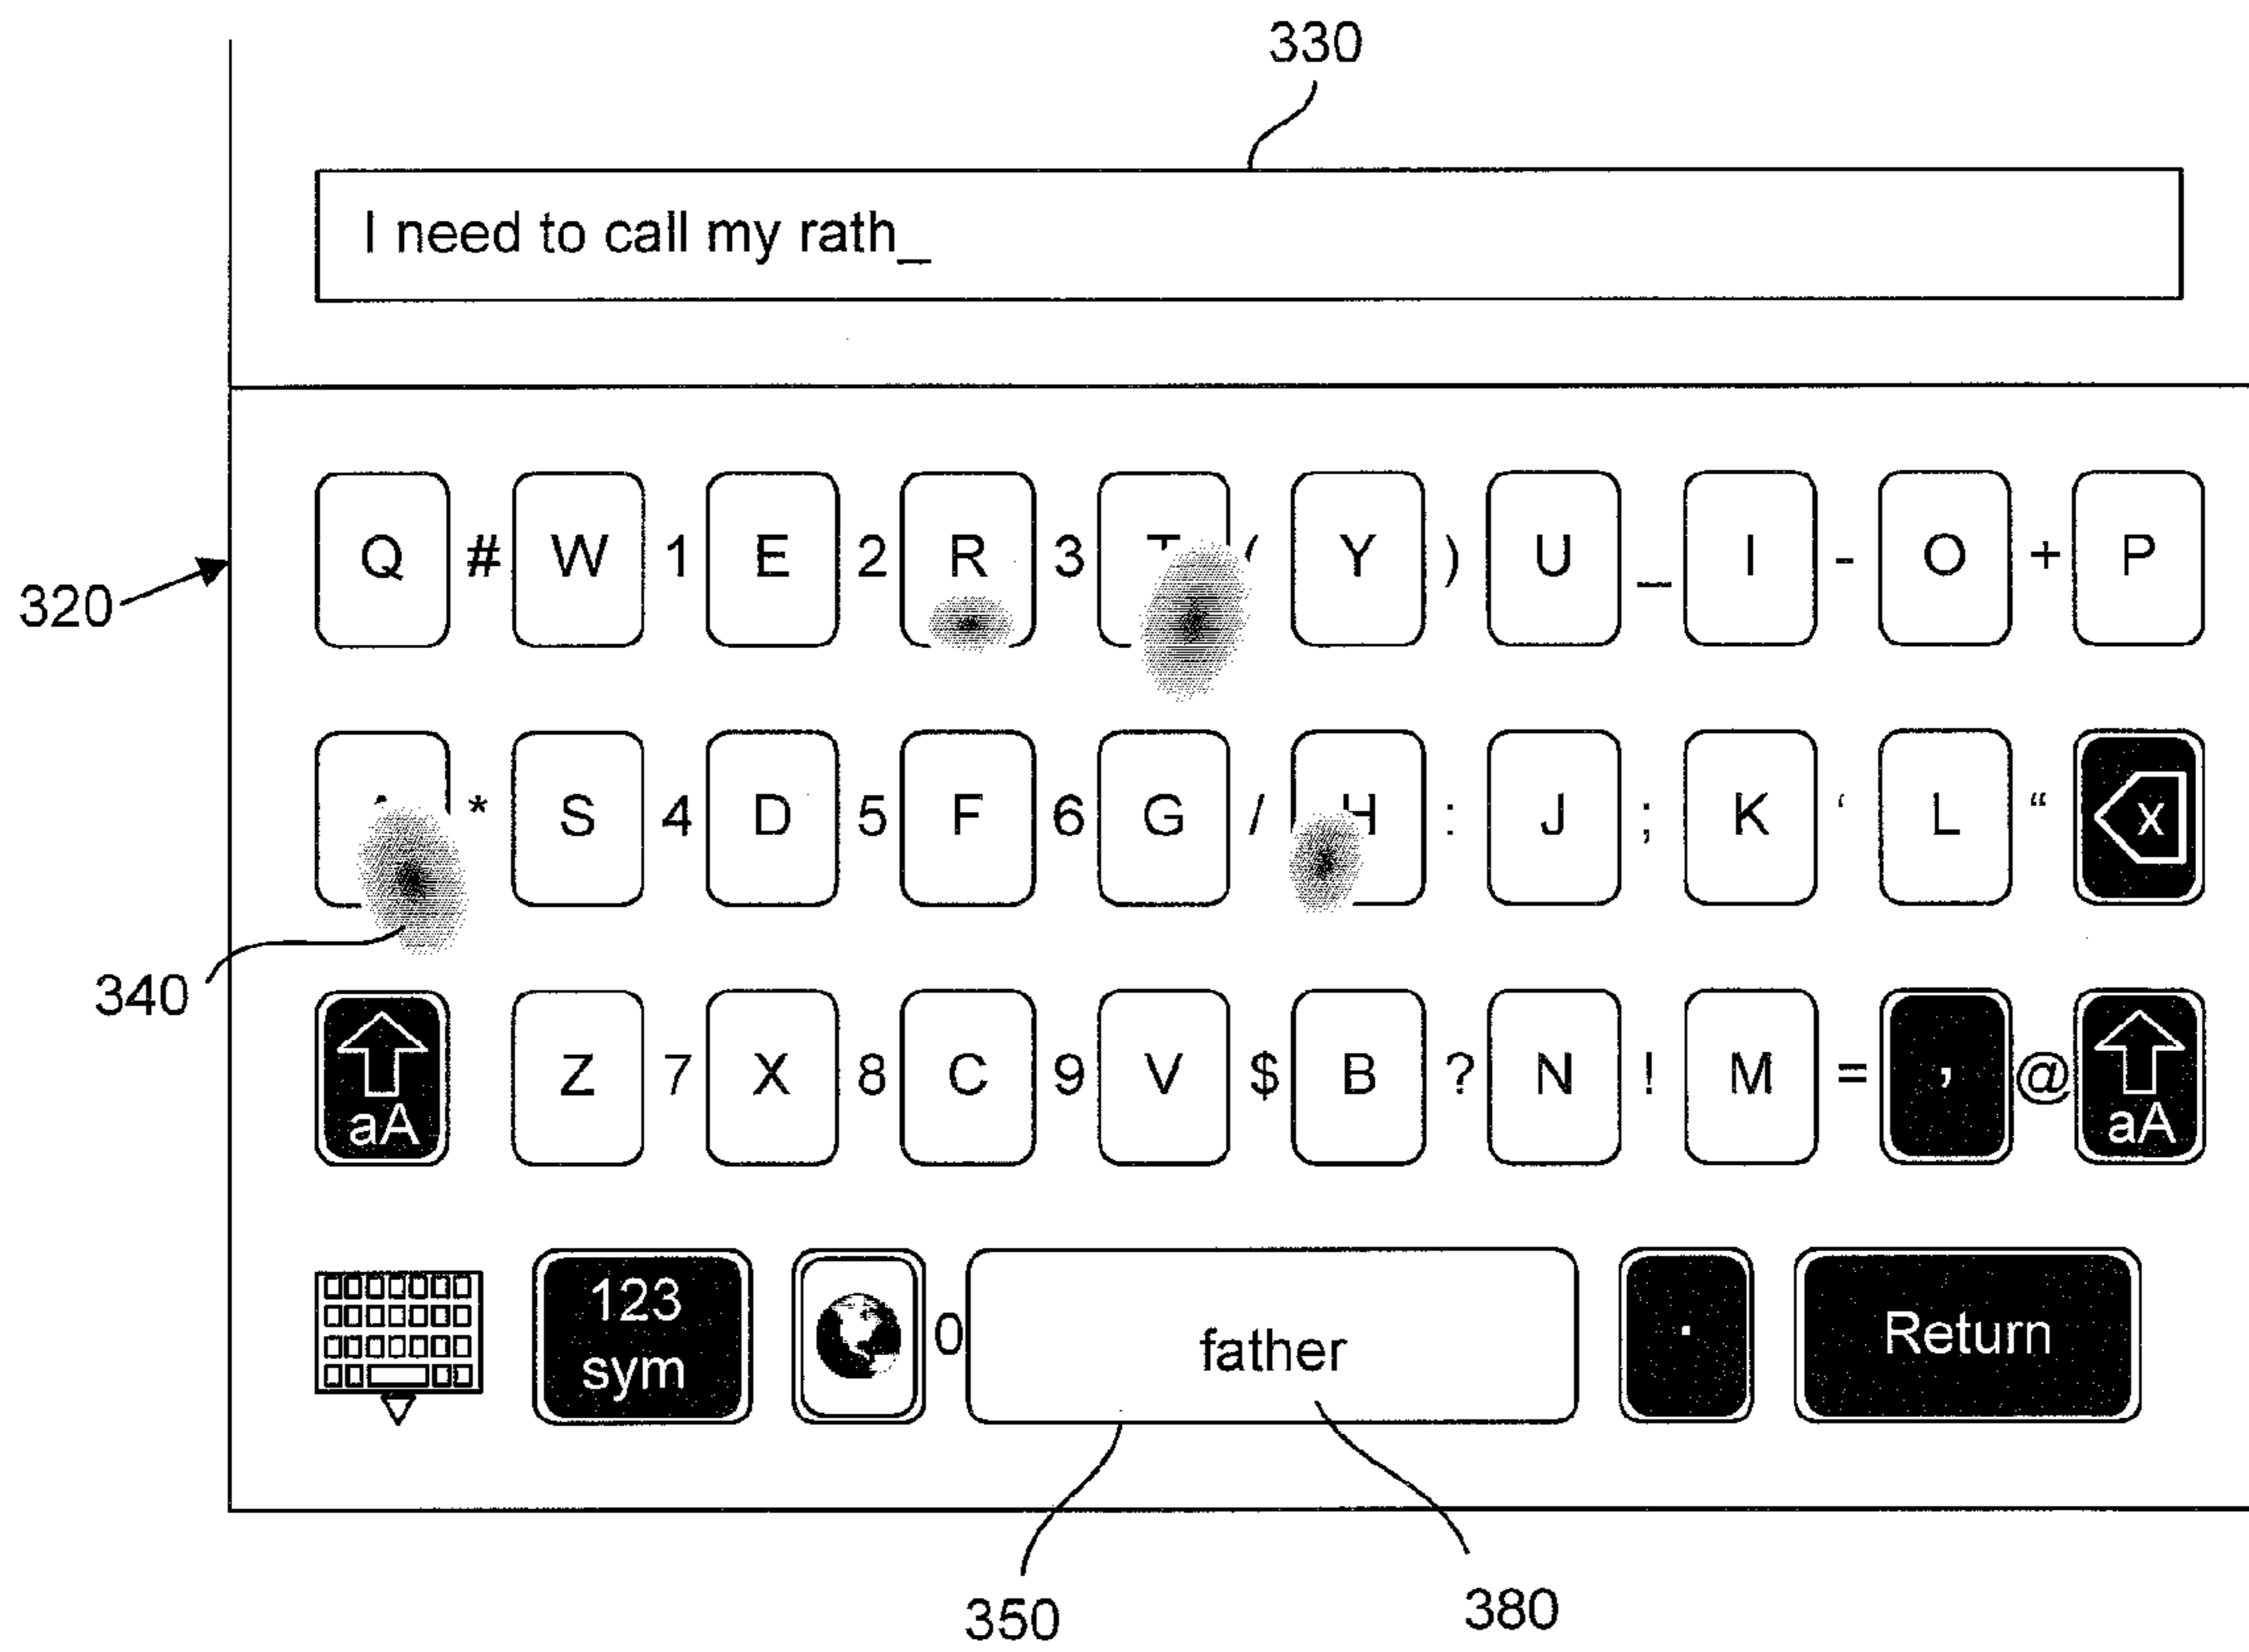 330
I need to call my rath_
320
Q # W 1 E 2 R 3 T ( Y ) U _ I - O + P
* S 4 D 5 F 6 G / H : J ; K ‘ L “ x
340
aA Z 7 X 8 C 9 V $ B ? N ! M = , @ aA
123
sym 0 father . Return
350 380